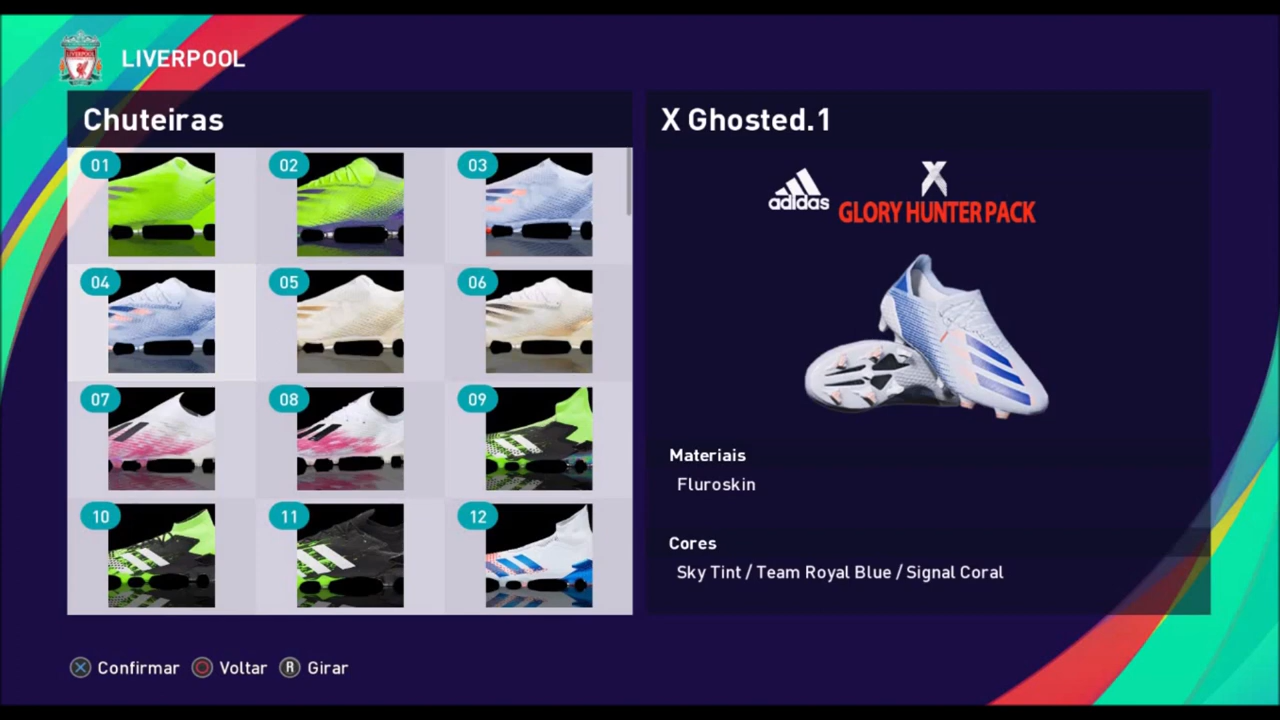 LIVERPOOL
Chuteiras
01
02
03
04
05
06
07
08
09
10
11
12
X Ghosted.1
adidas
X
GLORY HUNTER PACK
Materiais
Fluroskin
Cores
Sky Tint / Team Royal Blue / Signal Coral
Confirmar
Voltar
R Girar